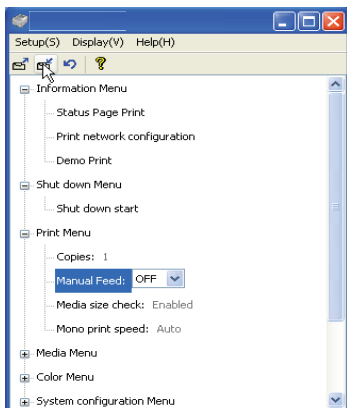 Setup(S) Display(V) Help(H)
Information Menu
Status Page Print
Print network configuration
Demo Print
Shut down Menu
Shut down start
Print Menu
Copies: 1
Manual Feed: OFF
Media size check: Enabled
Mono print speed: Auto
Media Menu
Color Menu
System configuration Menu